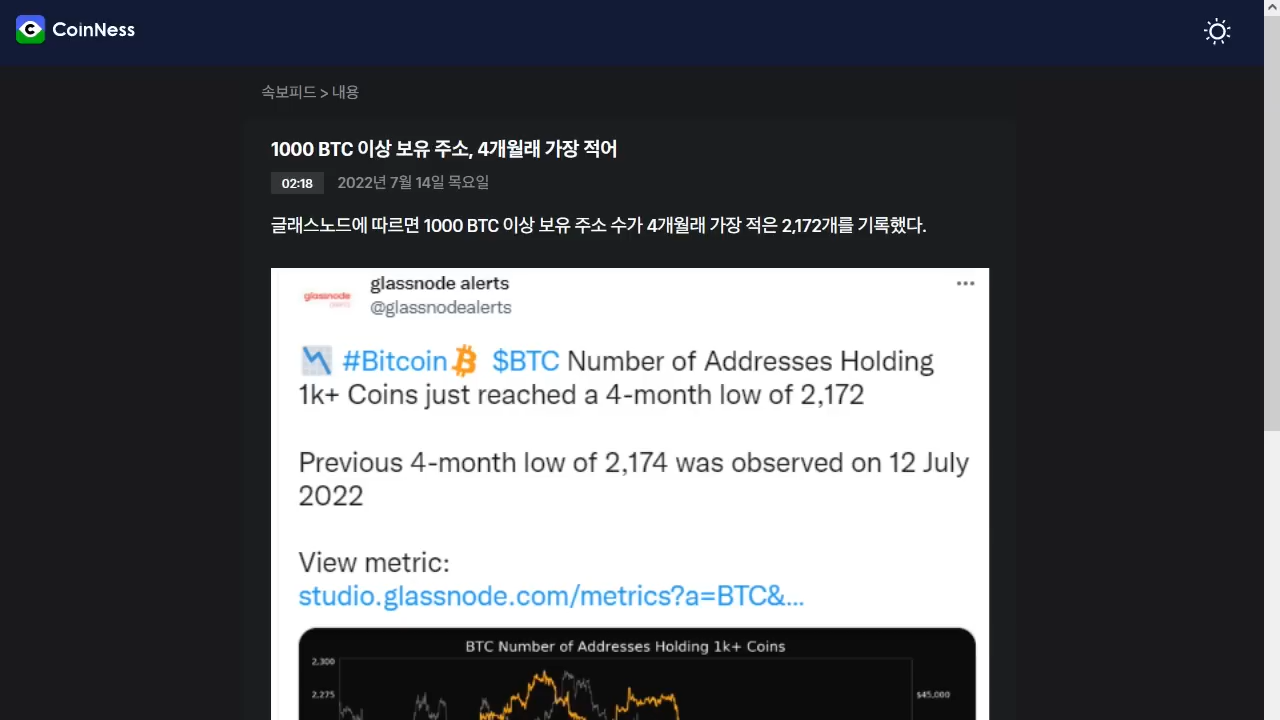 CoinNess
속보피드 > 내용
1000 BTC 이상 보유 주소, 4개월래 가장 적어
02:18 2022년 7월 14일 목요일
글래스노드에 따르면 1000 BTC 이상 보유 주소 수가 4개월래 가장 적은 2,172개를 기록했다.
glassnode
glassnode alerts
@glassnodealerts
#Bitcoin $BTC Number of Addresses Holding
1k+ Coins just reached a 4-month low of 2,172
Previous 4-month low of 2,174 was observed on 12 July
2022
View metric:
studio.glassnode.com/metrics?a=BTC&...
BTC Number of Addresses Holding 1k+ Coins
2,300
2,275 $45,000